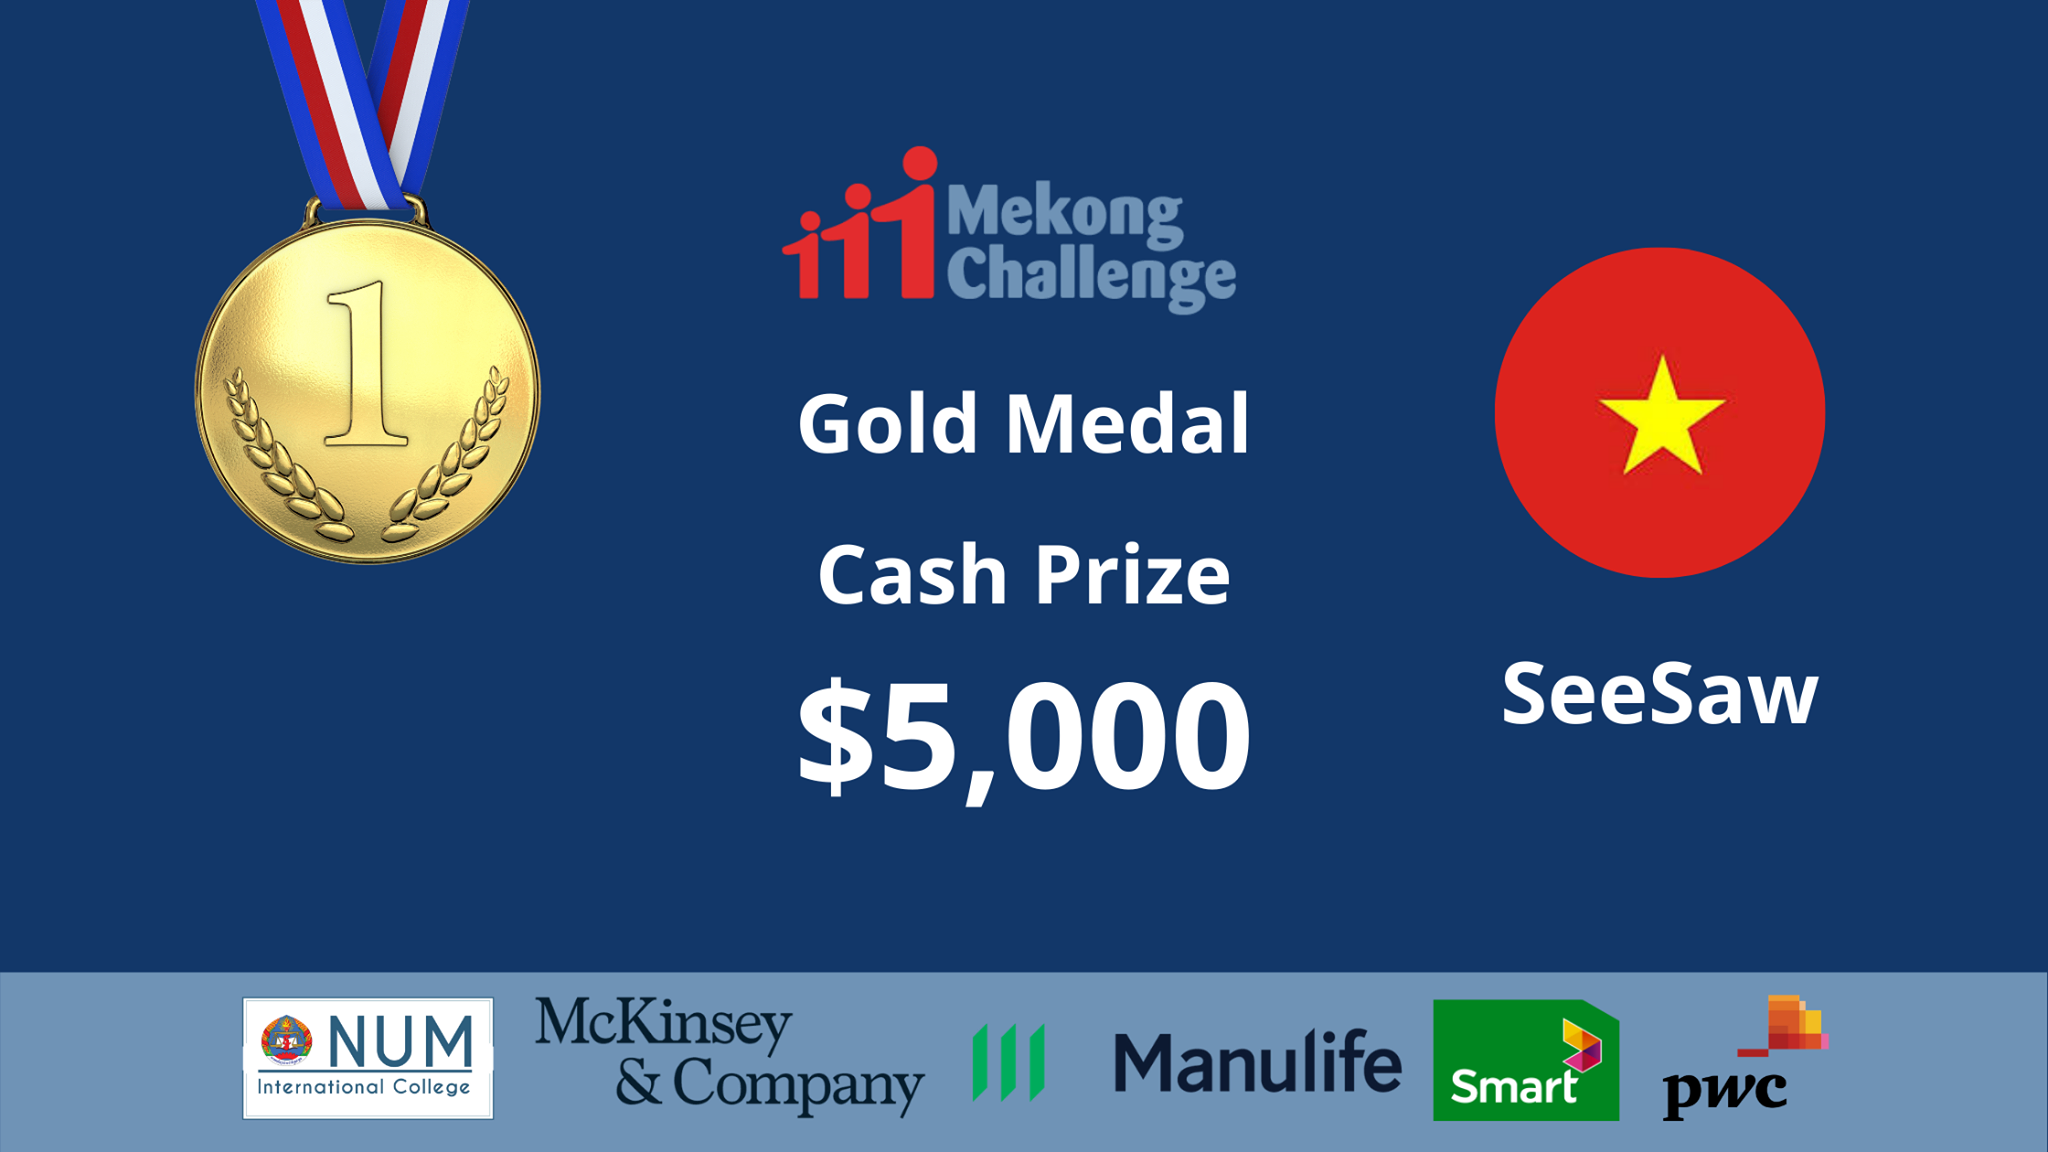 1
Mekong
Challenge
Gold Medal
Cash Prize
$5,000
SeeSaw
NUM
International College
McKinsey
& Company
Manulife
Smart
pwc